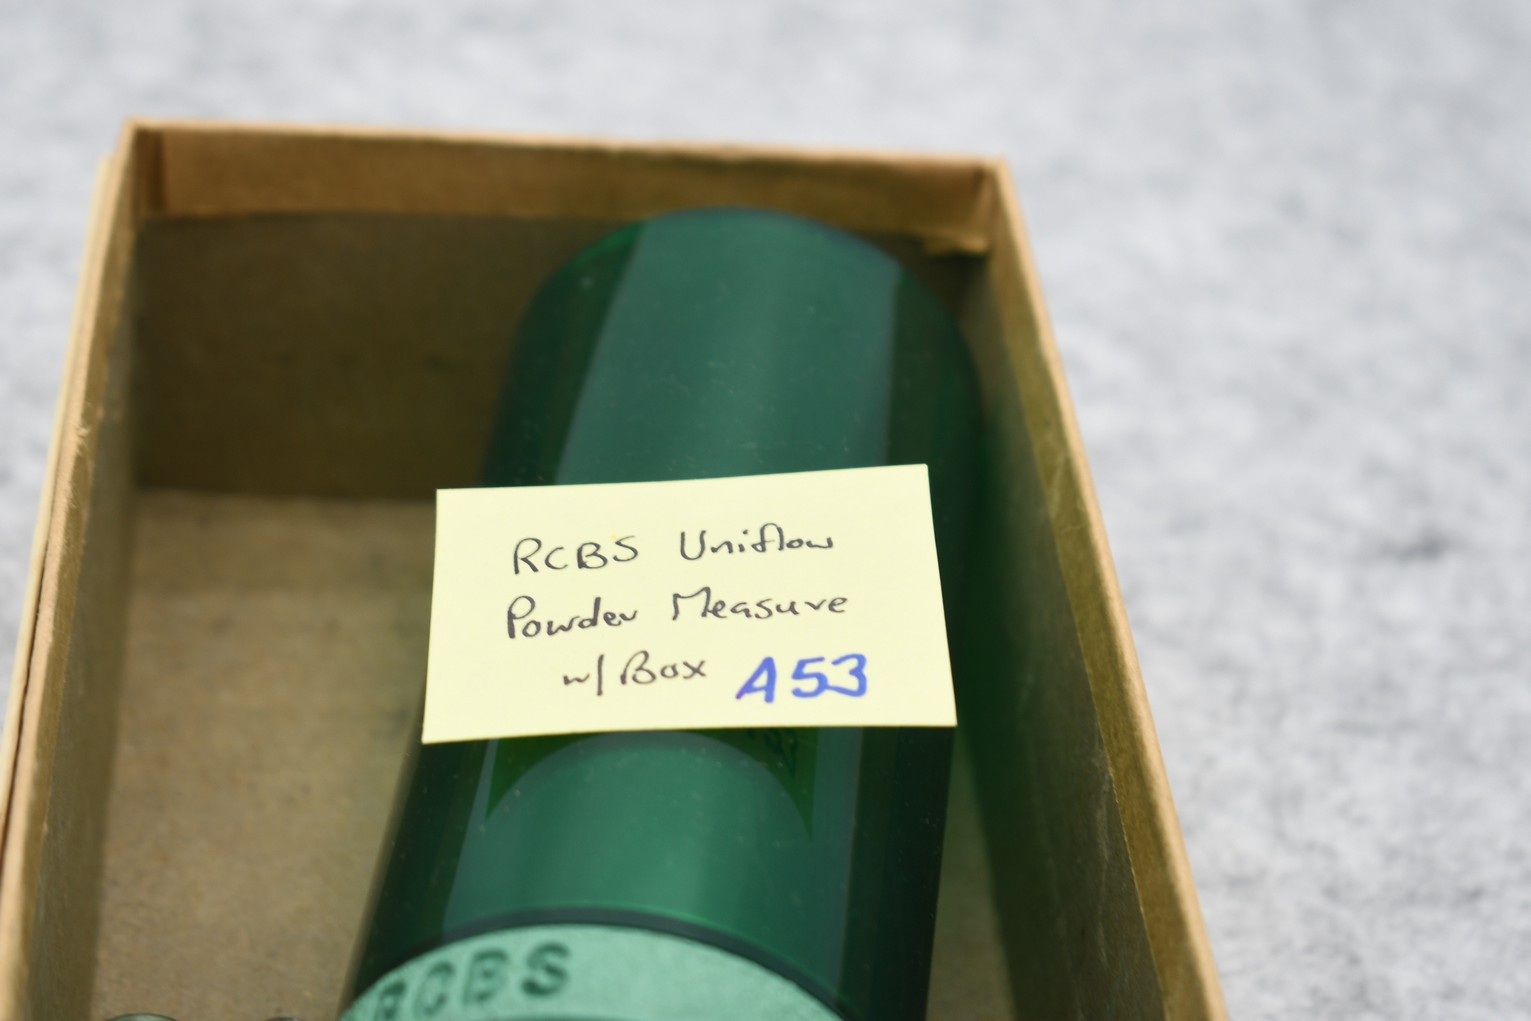 RCBS Uniflow
Powder Measure
w/ Box A53
RCBS